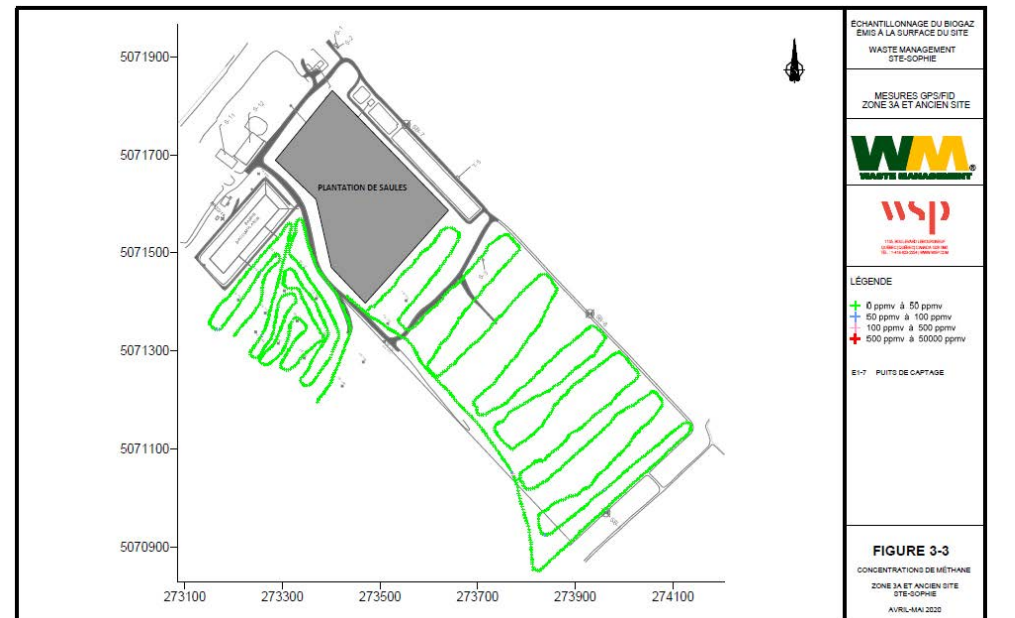 5071900
5071700
5071500
5071300
5071100
5070900
273100
273300
273500
273700
273900
274100
PLANTATION DE SAULES
ÉCHANTILLONNAGE DU BIOGAZ
ÉMIS À LA SURFACE DU SITE
WASTE MANAGEMENT
STE-SOPHIE
MESURES GPS/FID
ZONE 3A ET ANCIEN SITE
WM
WASTE MANAGEMENT
wsp
LÉGENDE
0 ppmv à 50 ppmv
50 ppmv à 100 ppmv
100 ppmv à 500 ppmv
500 ppmv à 50000 ppmv
E1-7 PUITS DE CAPTAGE
FIGURE 3-3
CONCENTRATIONS DE MÉTHANE
ZONE 3A ET ANCIEN SITE
STE-SOPHIE
AVRIL-MAI 2020